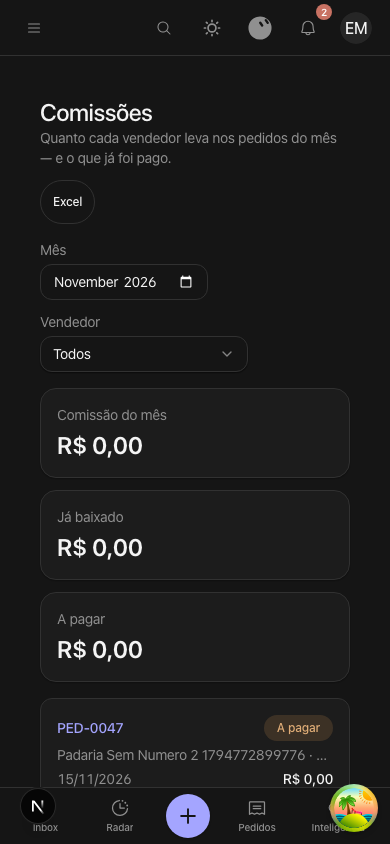 2
EM
Comissões
Quanto cada vendedor leva nos pedidos do mês
— e o que já foi pago.
Excel
Mês
November 2026
Vendedor
Todos
Comissão do mês
R$ 0,00
Já baixado
R$ 0,00
A pagar
R$ 0,00
PED-0047
A pagar
Padaria Sem Numero 2 1794772899776 · ...
15/11/2026
R$ 0,00
N
Inbox
Radar
Pedidos